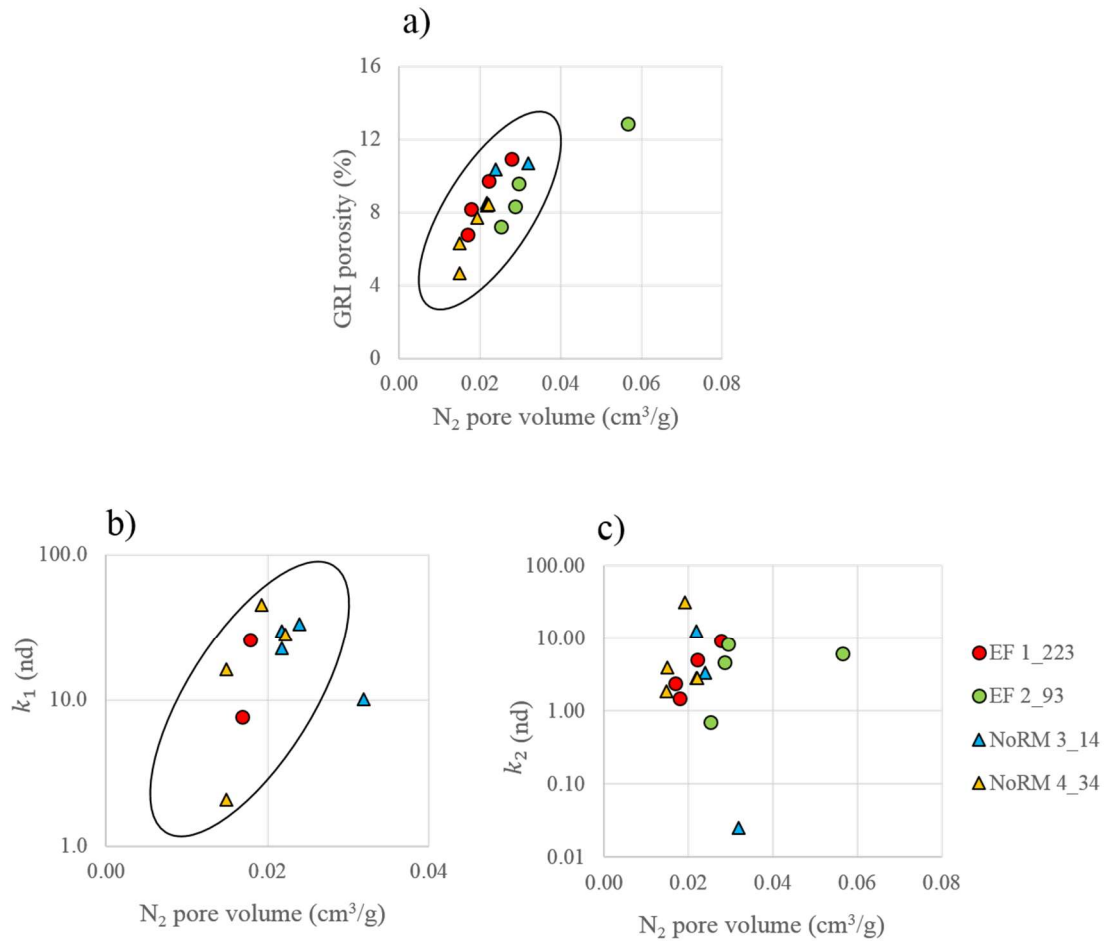 a)
GRI porosity (%)
16
12
8
4
0
0.00 0.02 0.04 0.06 0.08
N₂ pore volume (cm³/g)
b)
k₁ (nd)
100.0
10.0
1.0
0.00 0.02 0.04
N₂ pore volume (cm³/g)
c)
k₂ (nd)
100.00
10.00
1.00
0.10
0.01
0.00 0.02 0.04 0.06 0.08
N₂ pore volume (cm³/g)
EF 1_223
EF 2_93
NoRM 3_14
NoRM 4_34